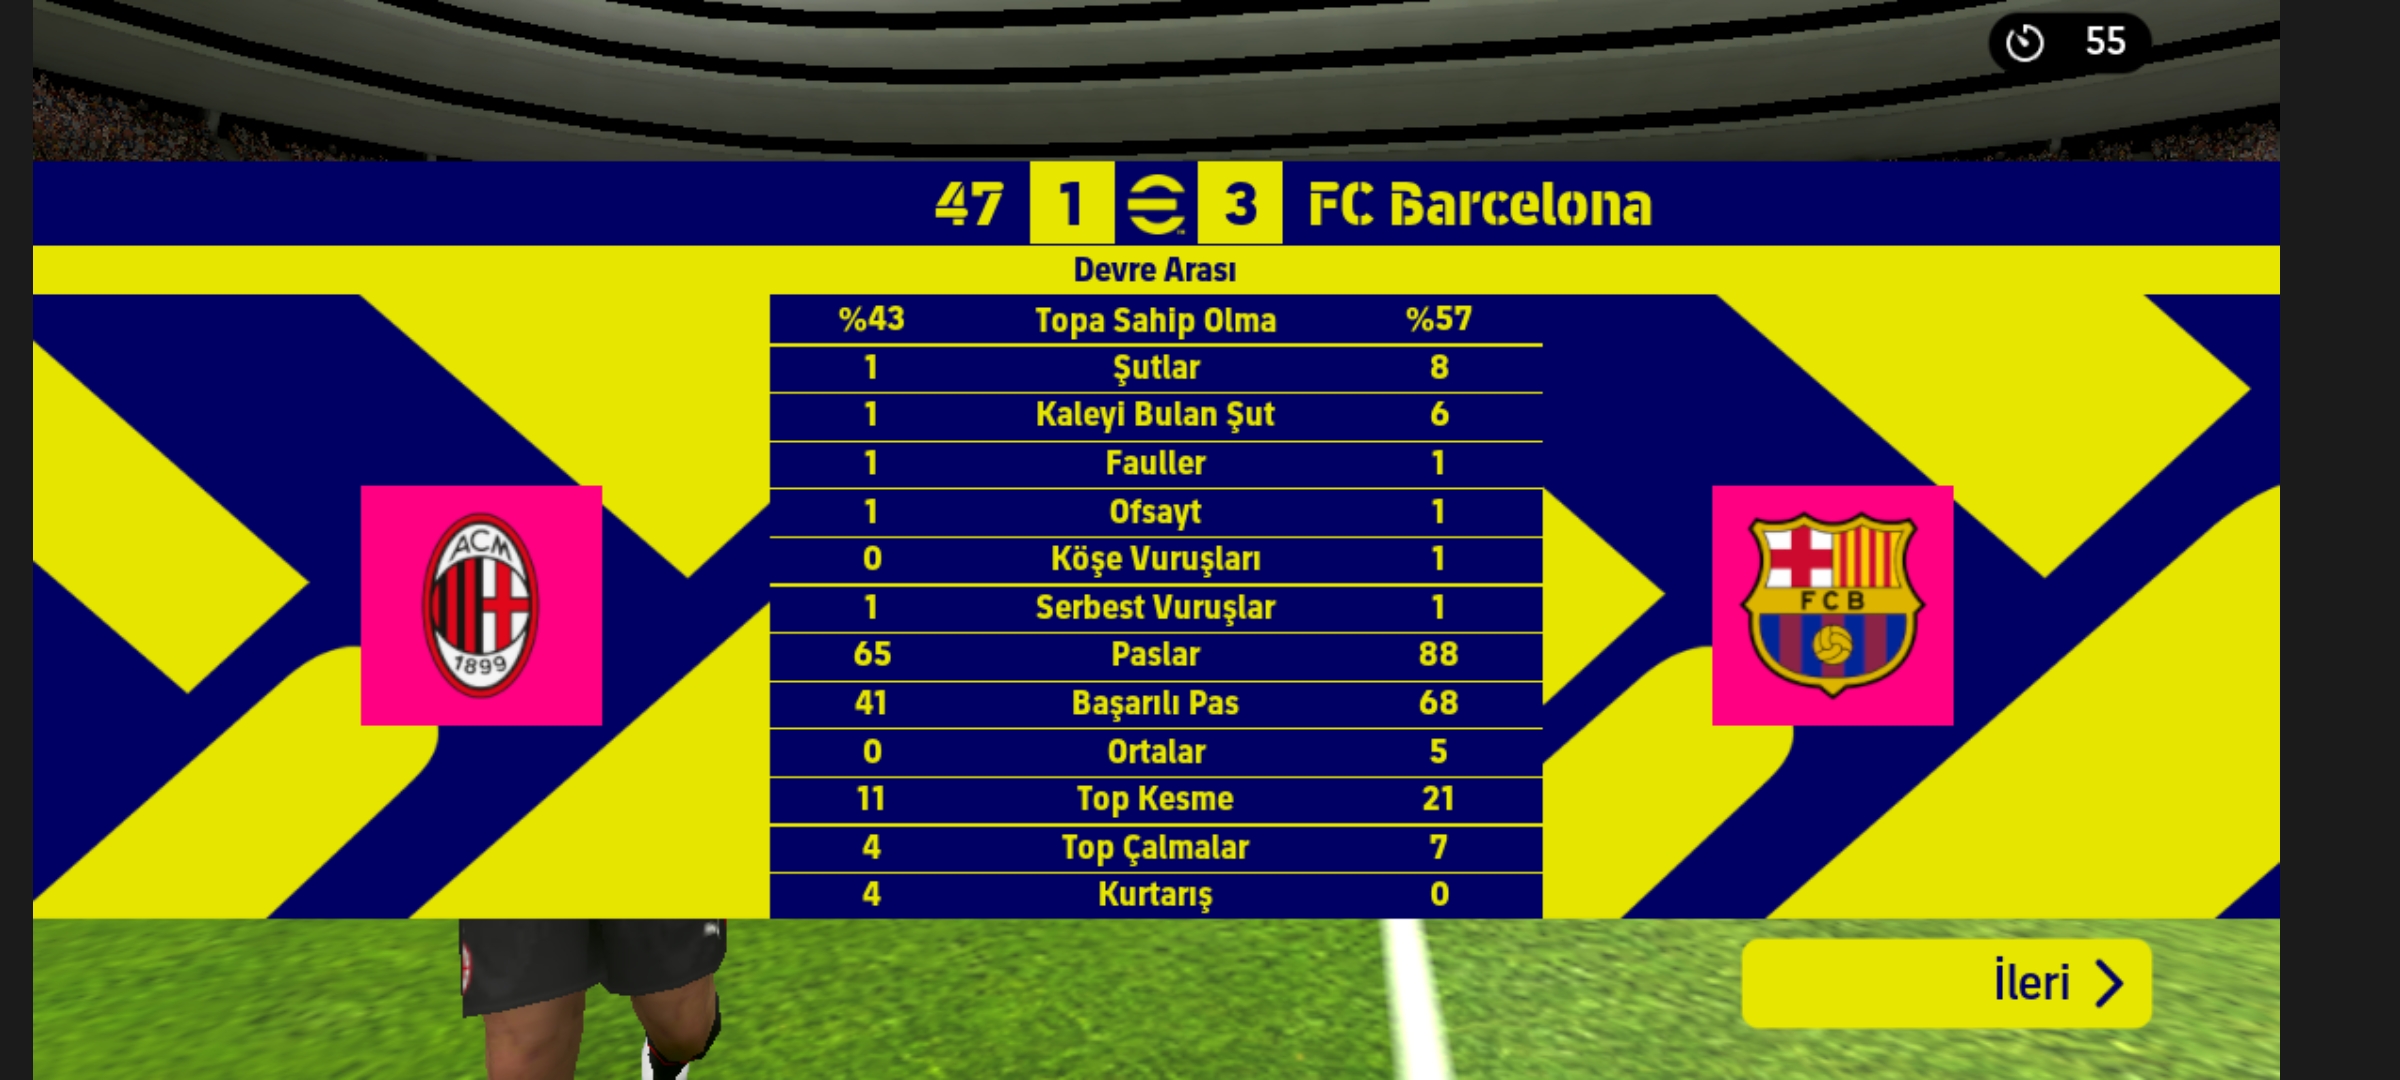 55
47 1 3 FC Barcelona
Devre Arası
%43 Topa Sahip Olma %57
1 Şutlar 8
1 Kaleyi Bulan Şut 6
1 Fauller 1
1 Ofsayt 1
0 Köşe Vuruşları 1
1 Serbest Vuruşlar 1
65 Paslar 88
41 Başarılı Pas 68
0 Ortalar 5
11 Top Kesme 21
4 Top Çalmalar 7
4 Kurtarış 0
ACM
1899
FCB
İleri